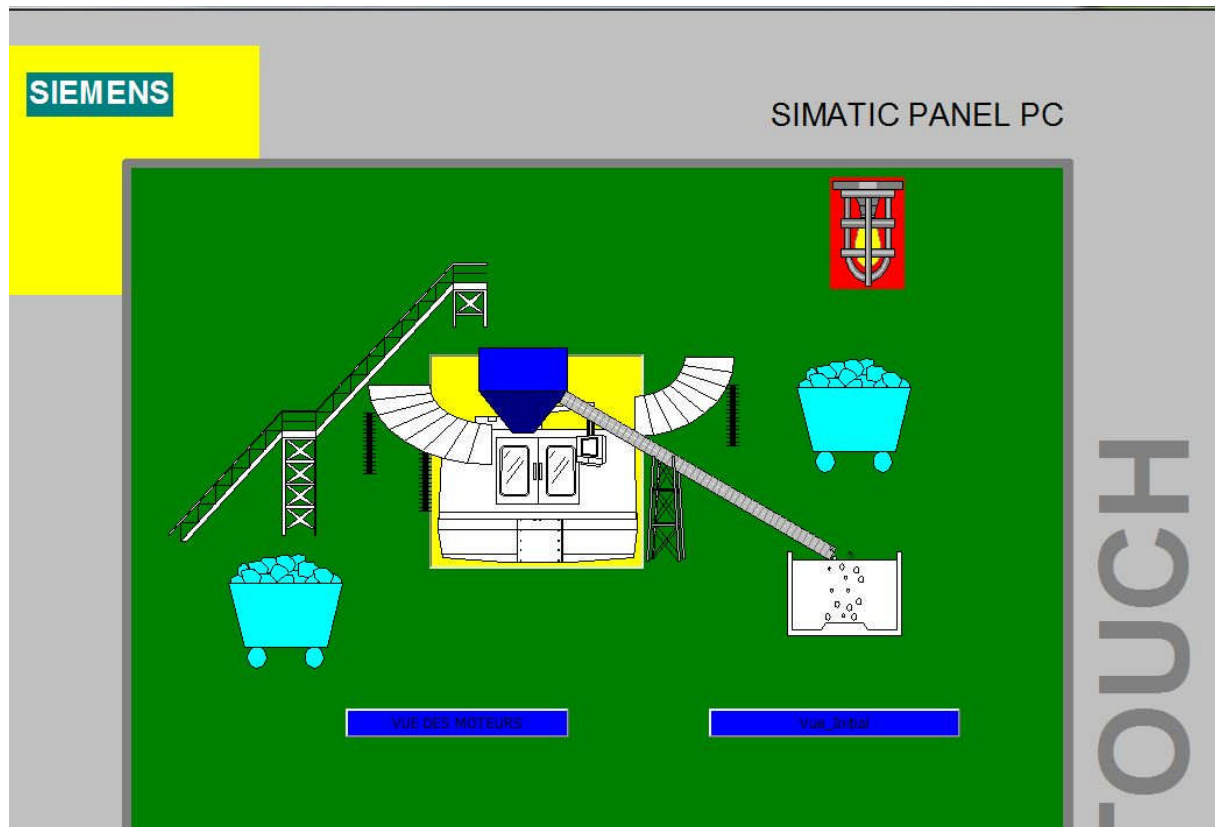 SIEMENS
SIMATIC PANEL PC
TOUCH
VUE DES MOTEURS
Vue_Initial